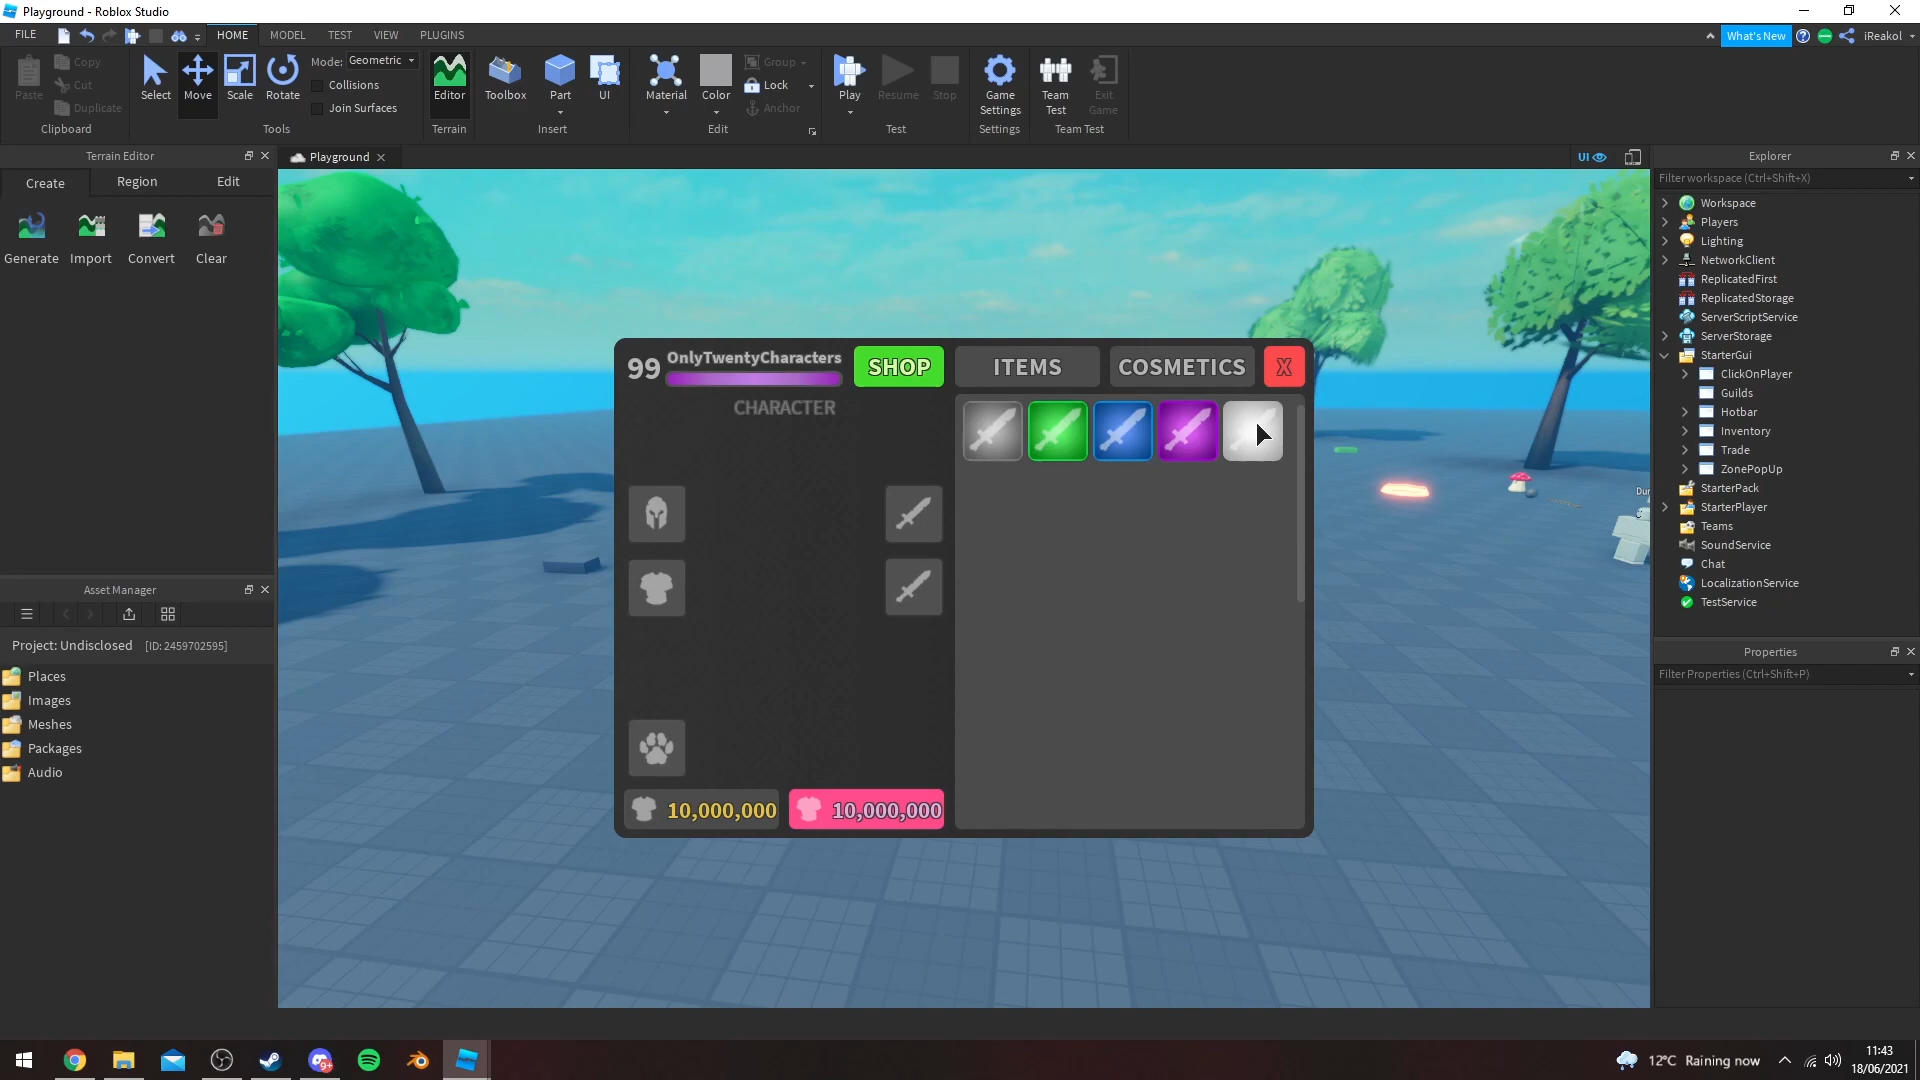 Playground - Roblox Studio
FILE
HOME
MODEL
TEST
VIEW
PLUGINS
What's New
iReakol
Paste
Copy
Cut
Duplicate
Clipboard
Select
Move
Scale
Rotate
Mode: Geometric
Collisions
Join Surfaces
Tools
Editor
Terrain
Toolbox
Part
UI
Insert
Material
Color
Group
Lock
Anchor
Edit
Play
Resume
Stop
Test
Game Settings
Settings
Team Test
Exit Game
Team Test
Terrain Editor
Create
Region
Edit
Generate
Import
Convert
Clear
Asset Manager
Project: Undisclosed [ID: 2459702595]
Places
Images
Meshes
Packages
Audio
Playground
UI
99
OnlyTwentyCharacters
SHOP
ITEMS
COSMETICS
X
CHARACTER
10,000,000
10,000,000
Explorer
Filter workspace (Ctrl+Shift+X)
Workspace
Players
Lighting
NetworkClient
ReplicatedFirst
ReplicatedStorage
ServerScriptService
ServerStorage
StarterGui
ClickOnPlayer
Guilds
Hotbar
Inventory
Trade
ZonePopUp
StarterPack
StarterPlayer
Teams
SoundService
Chat
LocalizationService
TestService
Properties
Filter Properties (Ctrl+Shift+P)
9+
12°C Raining now
11:43
18/06/2021